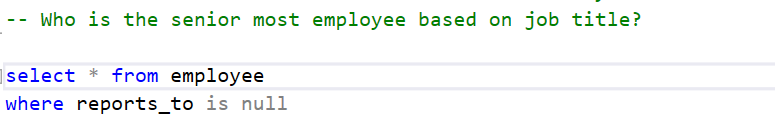 -- Who is the senior most employee based on job title?
select * from employee
where reports_to is null